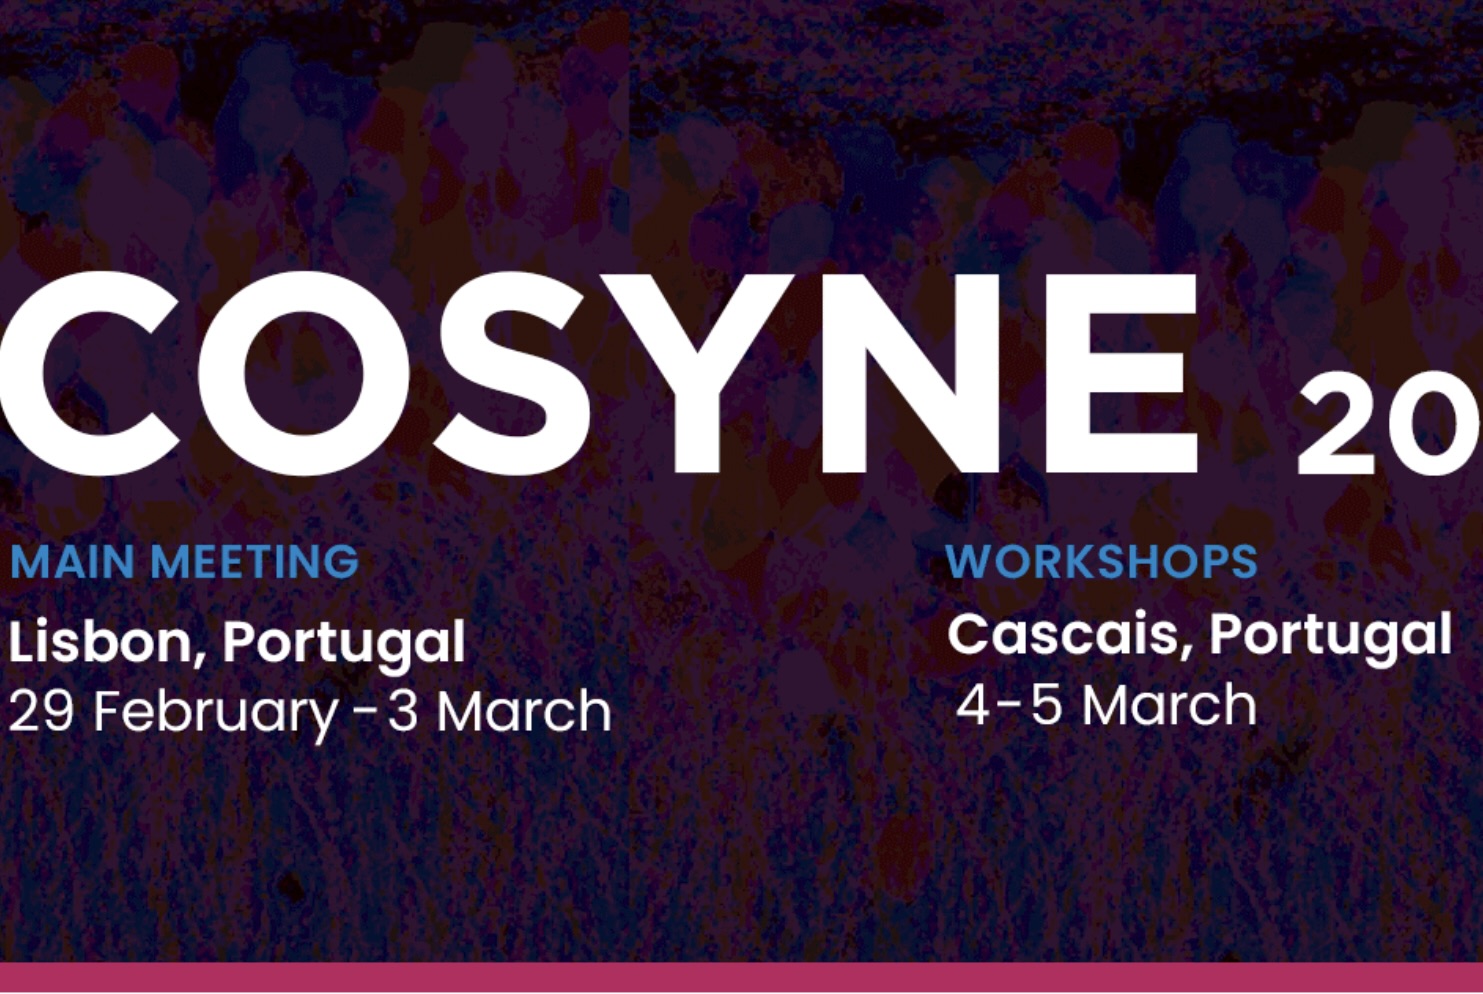 COSYNE 20
MAIN MEETING
Lisbon, Portugal
29 February - 3 March
WORKSHOPS
Cascais, Portugal
4-5 March